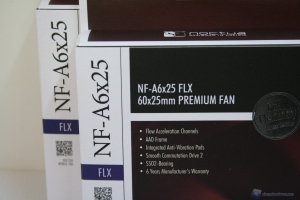 NF-A6x25
FLX
NF-A6x25
FLX
NF-A6x25 FLX
60x25mm PREMIUM FAN
• Flow Acceleration Channels
• AAO Frame
• Integrated Anti-Vibration Pads
• Smooth Commutation Drive 2
• SSO2-Bearing
• 6 Years Manufacturer's Warranty